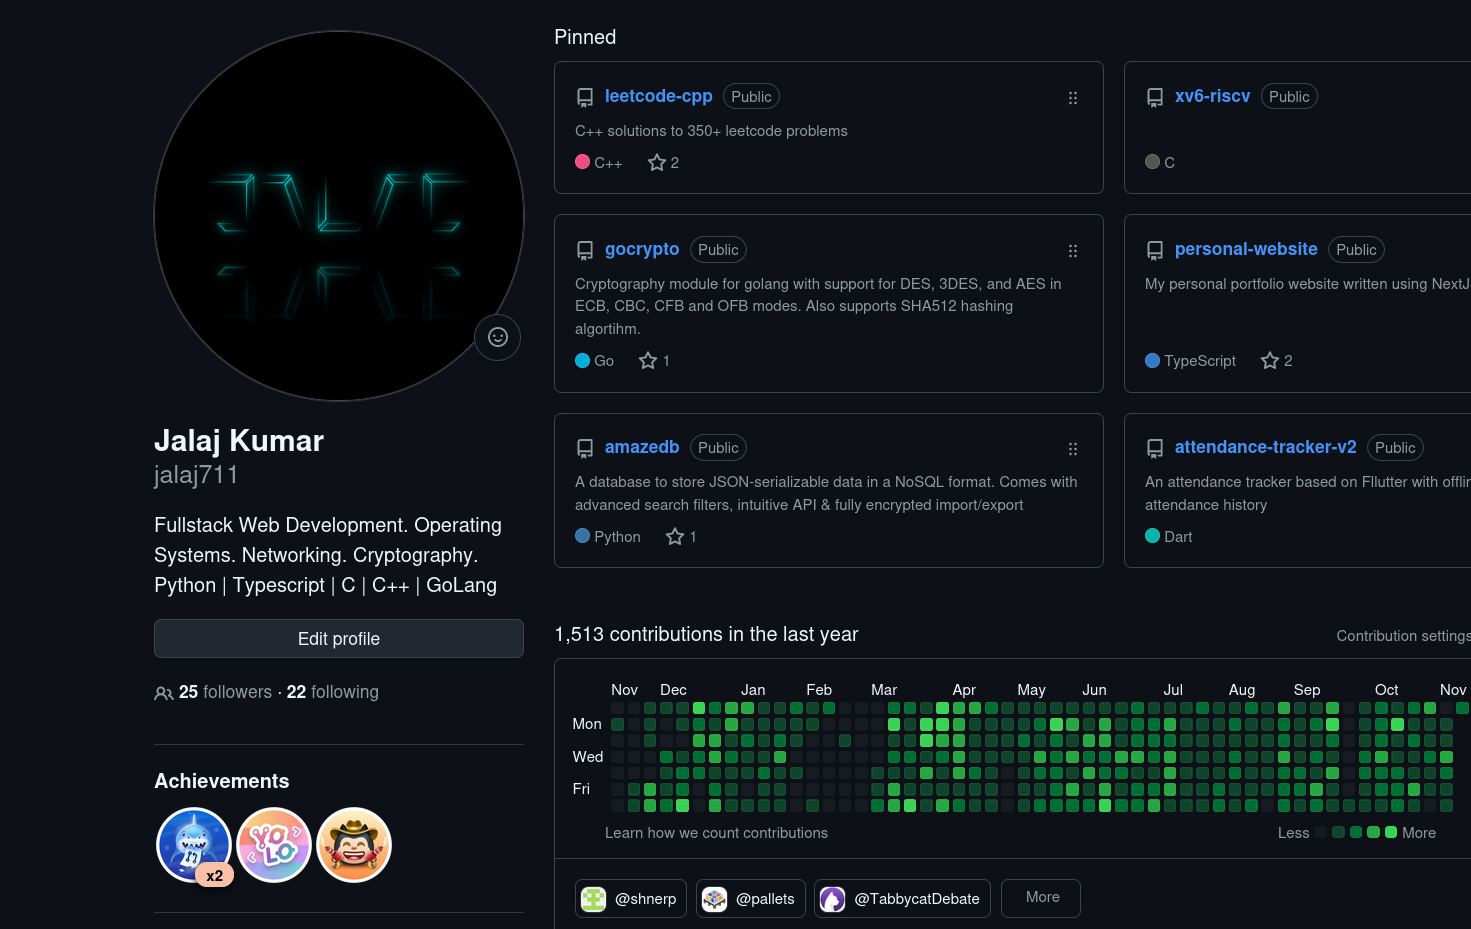 JALAJ
Jalaj Kumar
jalaj711
Fullstack Web Development. Operating
Systems. Networking. Cryptography.
Python | Typescript | C | C++ | GoLang
Edit profile
25 followers · 22 following
Achievements
x2
YOLO
Pinned
leetcode-cpp Public
C++ solutions to 350+ leetcode problems
C++ 2
xv6-riscv Public
C
gocrypto Public
Cryptography module for golang with support for DES, 3DES, and AES in
ECB, CBC, CFB and OFB modes. Also supports SHA512 hashing
algortihm.
Go 1
personal-website Public
My personal portfolio website written using NextJ
TypeScript 2
amazedb Public
A database to store JSON-serializable data in a NoSQL format. Comes with
advanced search filters, intuitive API & fully encrypted import/export
Python 1
attendance-tracker-v2 Public
An attendance tracker based on Fllutter with offlin
attendance history
Dart
1,513 contributions in the last year
Contribution settings
Nov Dec Jan Feb Mar Apr May Jun Jul Aug Sep Oct Nov
Mon
Wed
Fri
Learn how we count contributions
Less More
@shnerp @pallets @TabbycatDebate More